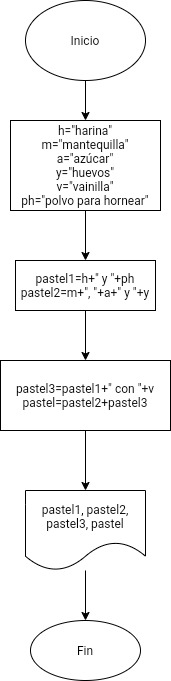 Inicio
h="harina"
m="mantequilla"
a="azúcar"
y="huevos"
v="vainilla"
ph="polvo para hornear"
pastel1=h+" y "+ph
pastel2=m+", "+a+" y "+y
pastel3=pastel1+" con "+v
pastel=pastel2+pastel3
pastel1, pastel2,
pastel3, pastel
Fin